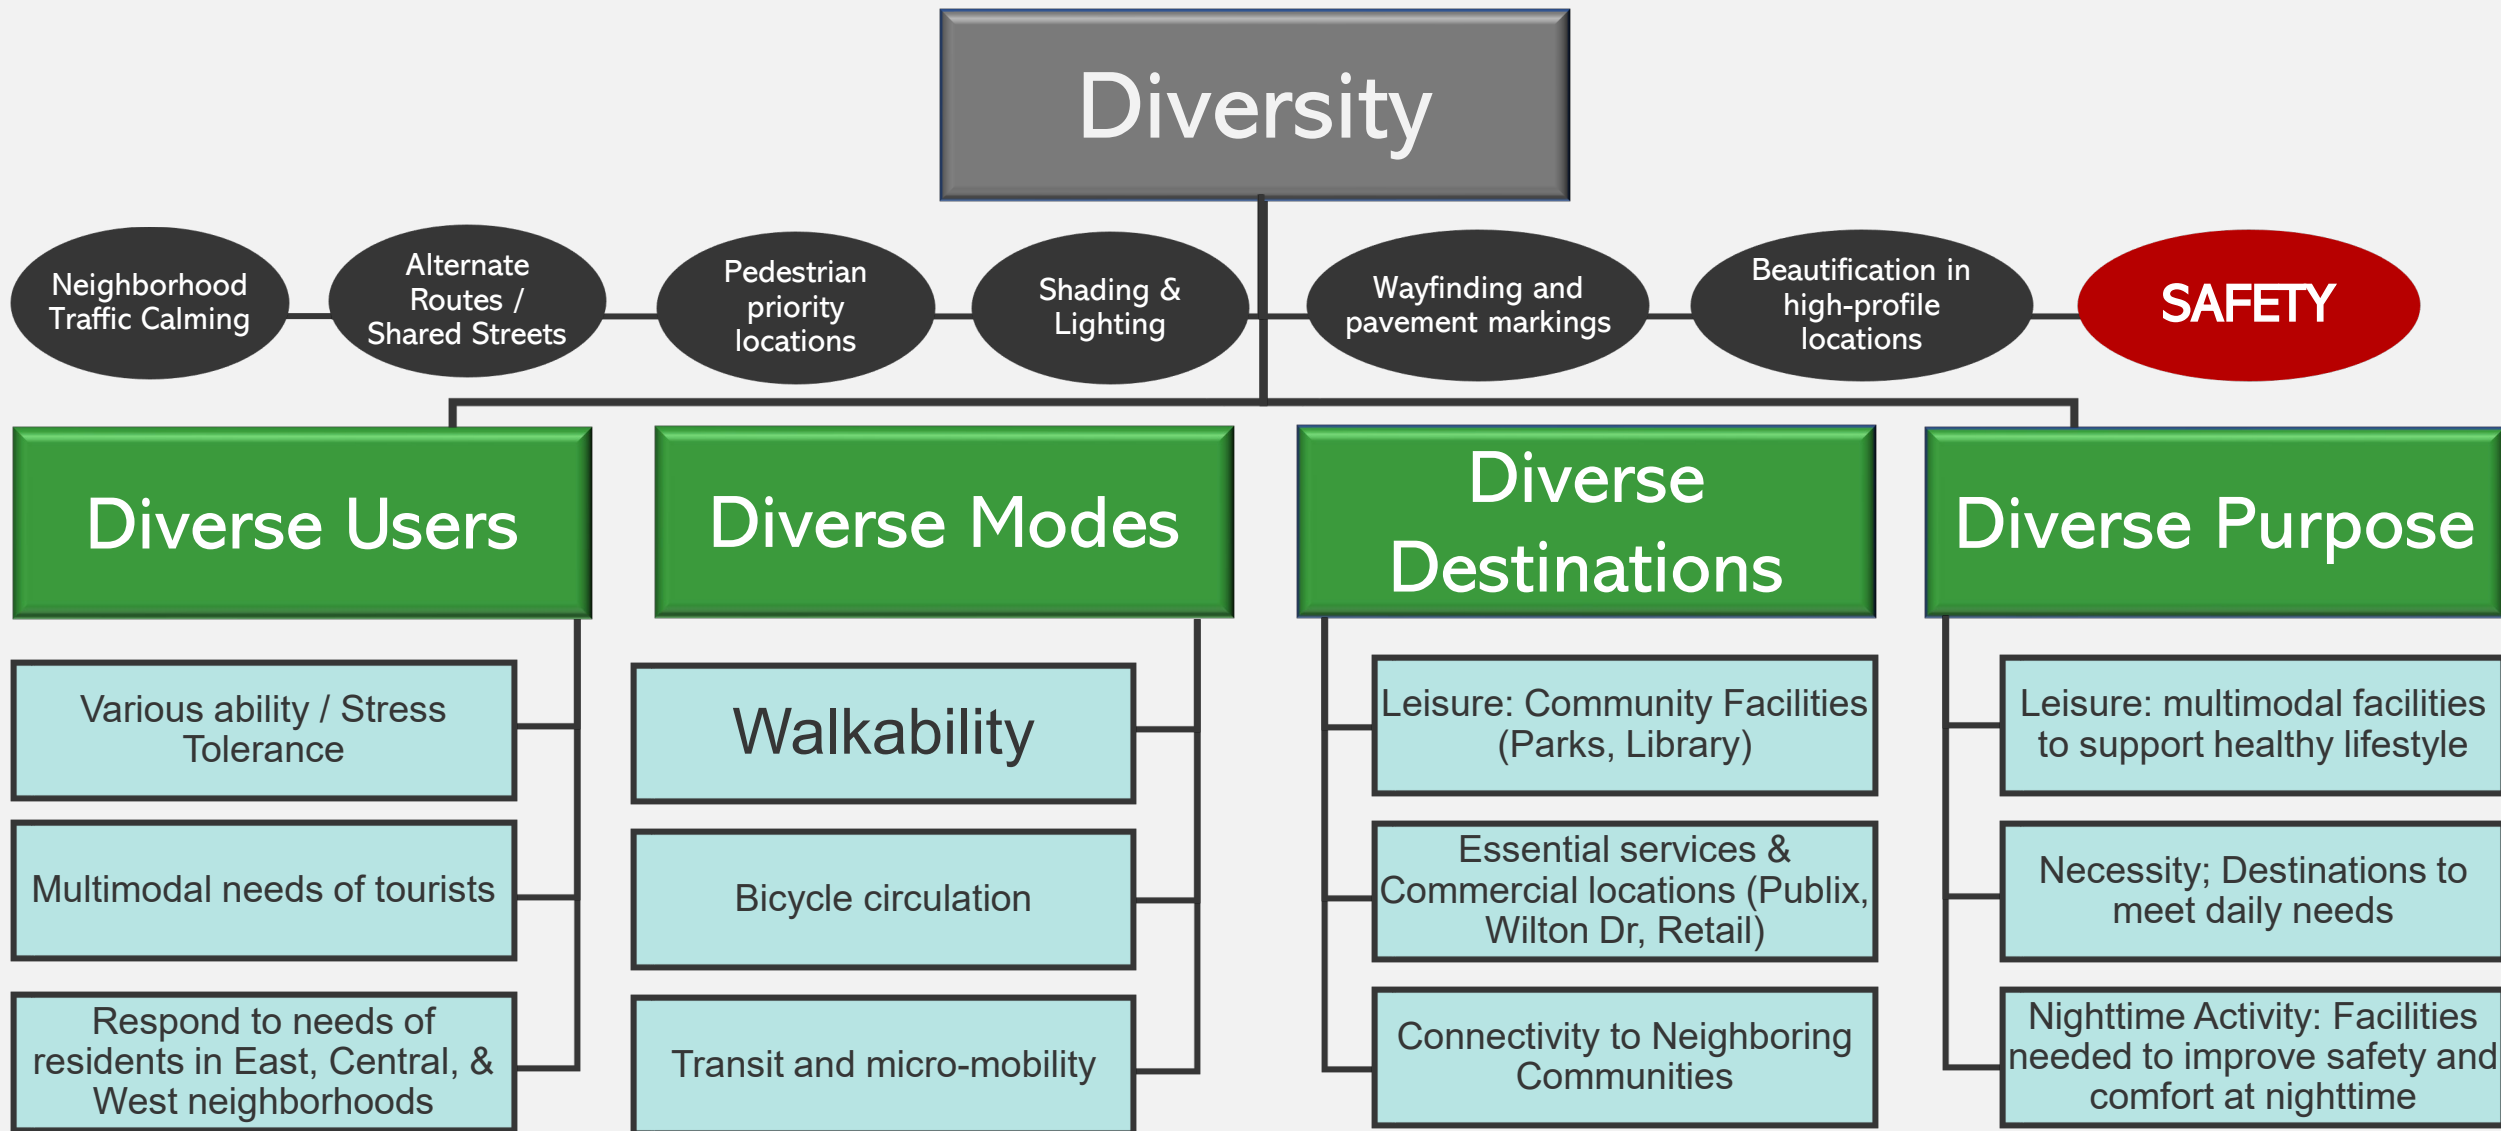 Diversity
Neighborhood
Traffic Calming
Alternate
Routes /
Shared Streets
Pedestrian
priority
locations
Shading &
Lighting
Wayfinding and
pavement markings
Beautification in
high-profile
locations
SAFETY
Diverse Users
Various ability / Stress
Tolerance
Multimodal needs of tourists
Respond to needs of
residents in East, Central, &
West neighborhoods
Diverse Modes
Walkability
Bicycle circulation
Transit and micro-mobility
Diverse
Destinations
Leisure: Community Facilities
(Parks, Library)
Essential services &
Commercial locations (Publix,
Wilton Dr, Retail)
Connectivity to Neighboring
Communities
Diverse Purpose
Leisure: multimodal facilities
to support healthy lifestyle
Necessity; Destinations to
meet daily needs
Nighttime Activity: Facilities
needed to improve safety and
comfort at nighttime